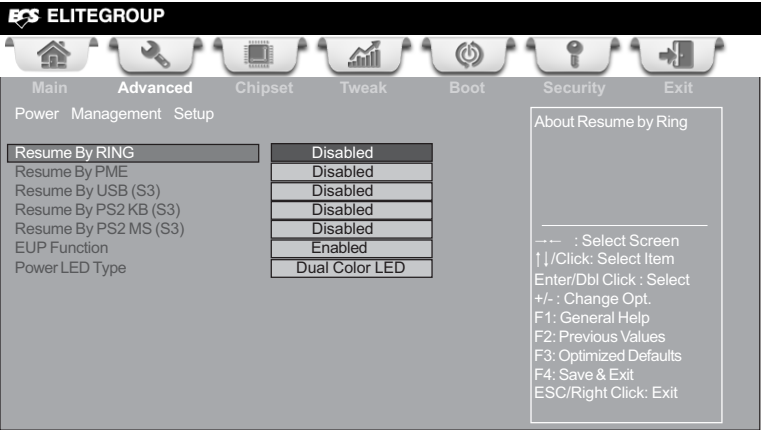 ECS ELITEGROUP
Main Advanced Chipset Tweak Boot Security Exit
Power Management Setup
Resume By RING Disabled
Resume By PME Disabled
Resume By USB (S3) Disabled
Resume By PS2 KB (S3) Disabled
Resume By PS2 MS (S3) Disabled
EUP Function Enabled
Power LED Type Dual Color LED
About Resume by Ring
→← : Select Screen
↑↓/Click: Select Item
Enter/Dbl Click : Select
+/- : Change Opt.
F1: General Help
F2: Previous Values
F3: Optimized Defaults
F4: Save & Exit
ESC/Right Click: Exit